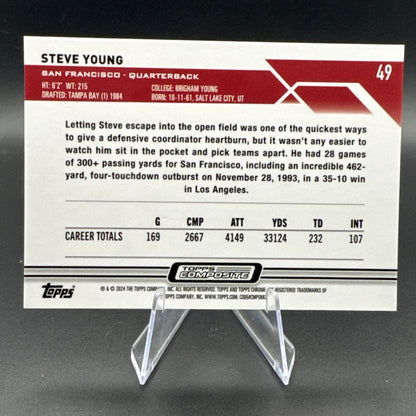 STEVE YOUNG
SAN FRANCISCO - QUARTERBACK
49
HT: 6'2" WT: 215 COLLEGE: BRIGHAM YOUNG
DRAFTED: TAMPA BAY (1) 1984 BORN: 10-11-61, SALT LAKE CITY, UT
Letting Steve escape into the open field was one of the quickest ways
to give a defensive coordinator heartburn, but it wasn't any easier to
watch him sit in the pocket and pick teams apart. He had 28 games
of 300+ passing yards for San Francisco, including an incredible 462-
yard, four-touchdown outburst on November 28, 1993, in a 35-10 win
in Los Angeles.
G CMP ATT YDS TD INT
CAREER TOTALS 169 2667 4149 33124 232 107
TOPPS
COMPOSITE
Topps
® & © 2024 THE TOPPS COMPANY, INC. ALL RIGHTS RESERVED. TOPPS AND TOPPS CHROME REGISTERED TRADEMARKS OF
TOPPS COMPANY, INC. WWW.TOPPS.COM.